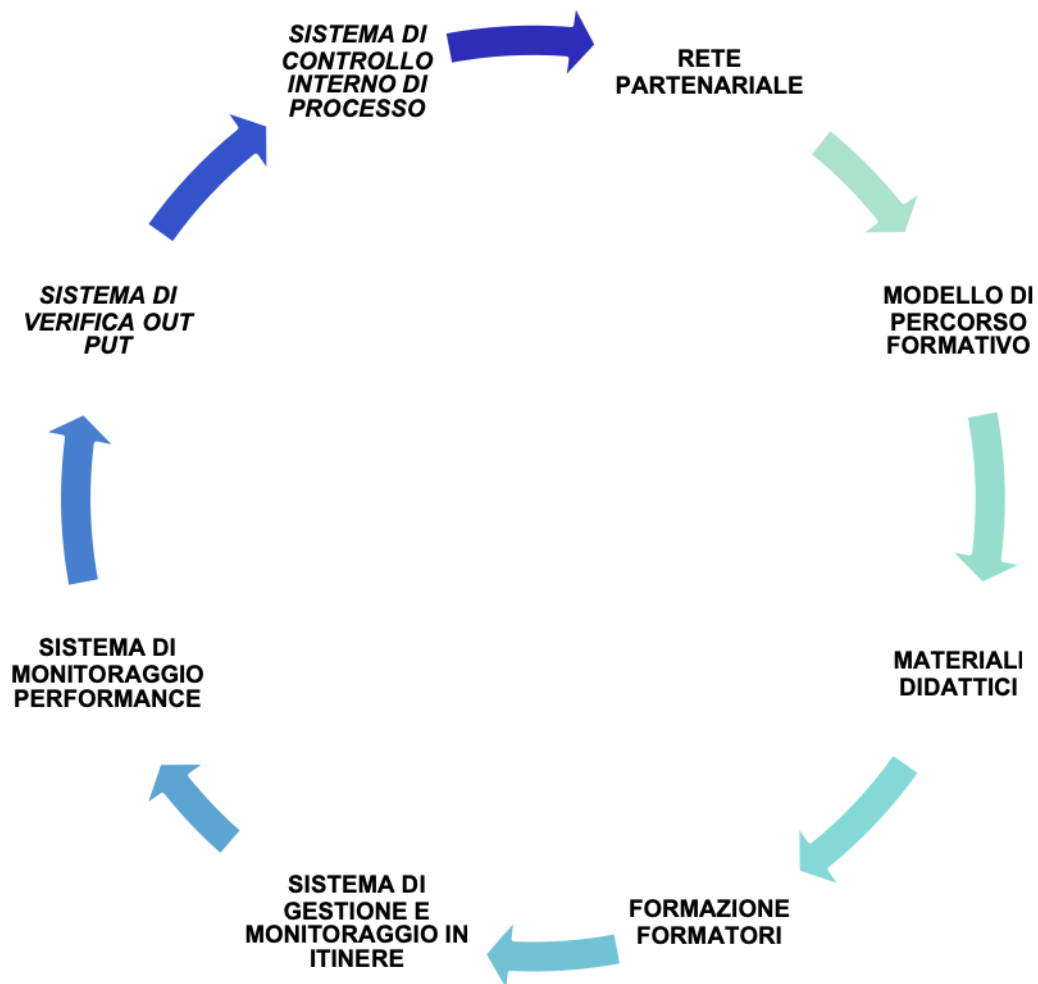 SISTEMA DI
CONTROLLO
INTERNO DI
PROCESSO
RETE
PARTENARIALE
MODELLO DI
PERCORSO
FORMATIVO
MATERIALI
DIDATTICI
FORMAZIONE
FORMATORI
SISTEMA DI
GESTIONE E
MONITORAGGIO IN
ITINERE
SISTEMA DI
MONITORAGGIO
PERFORMANCE
SISTEMA DI
VERIFICA OUT
PUT